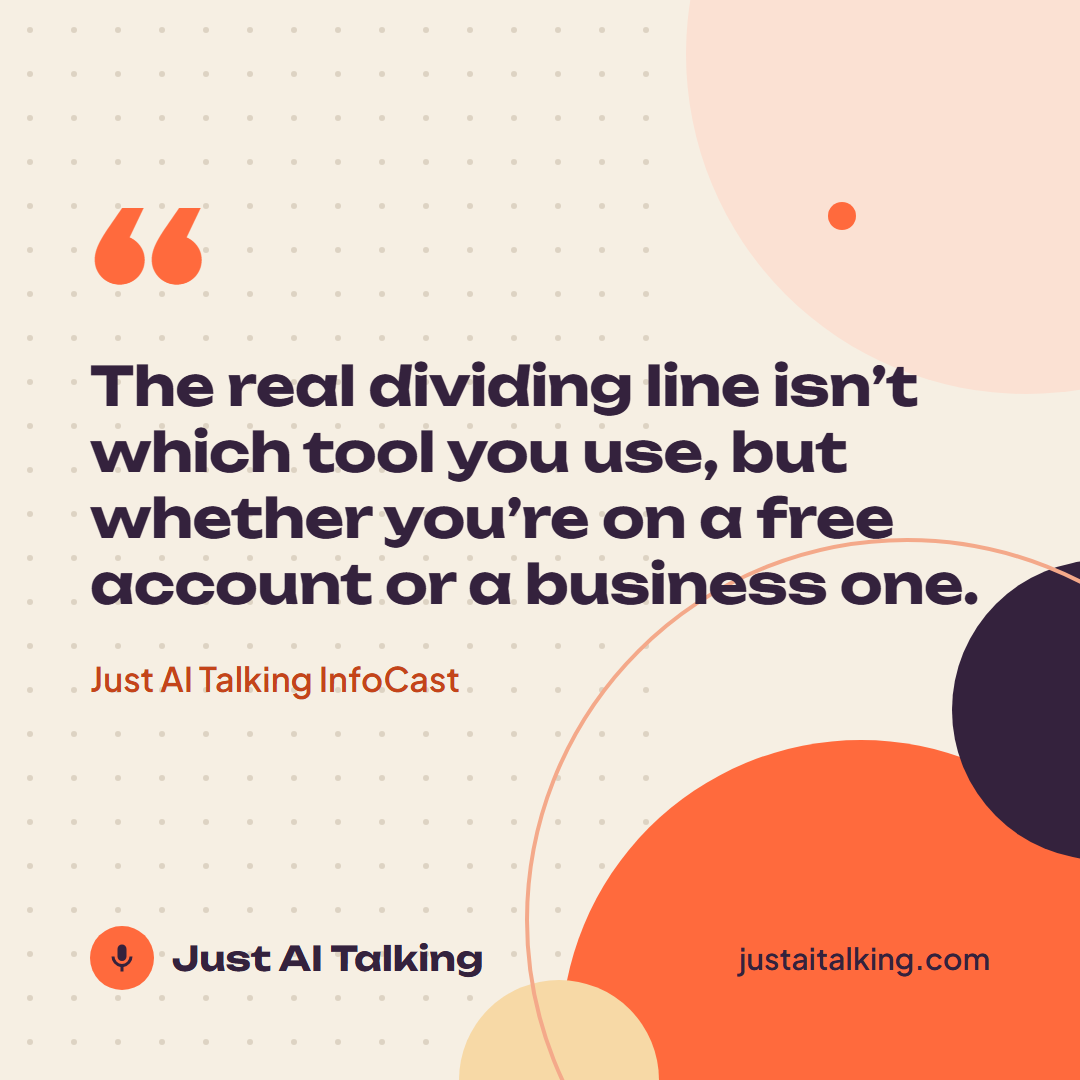 “
The real dividing line isn’t
which tool you use, but
whether you’re on a free
account or a business one.
Just AI Talking InfoCast
Just AI Talking
justaitalking.com